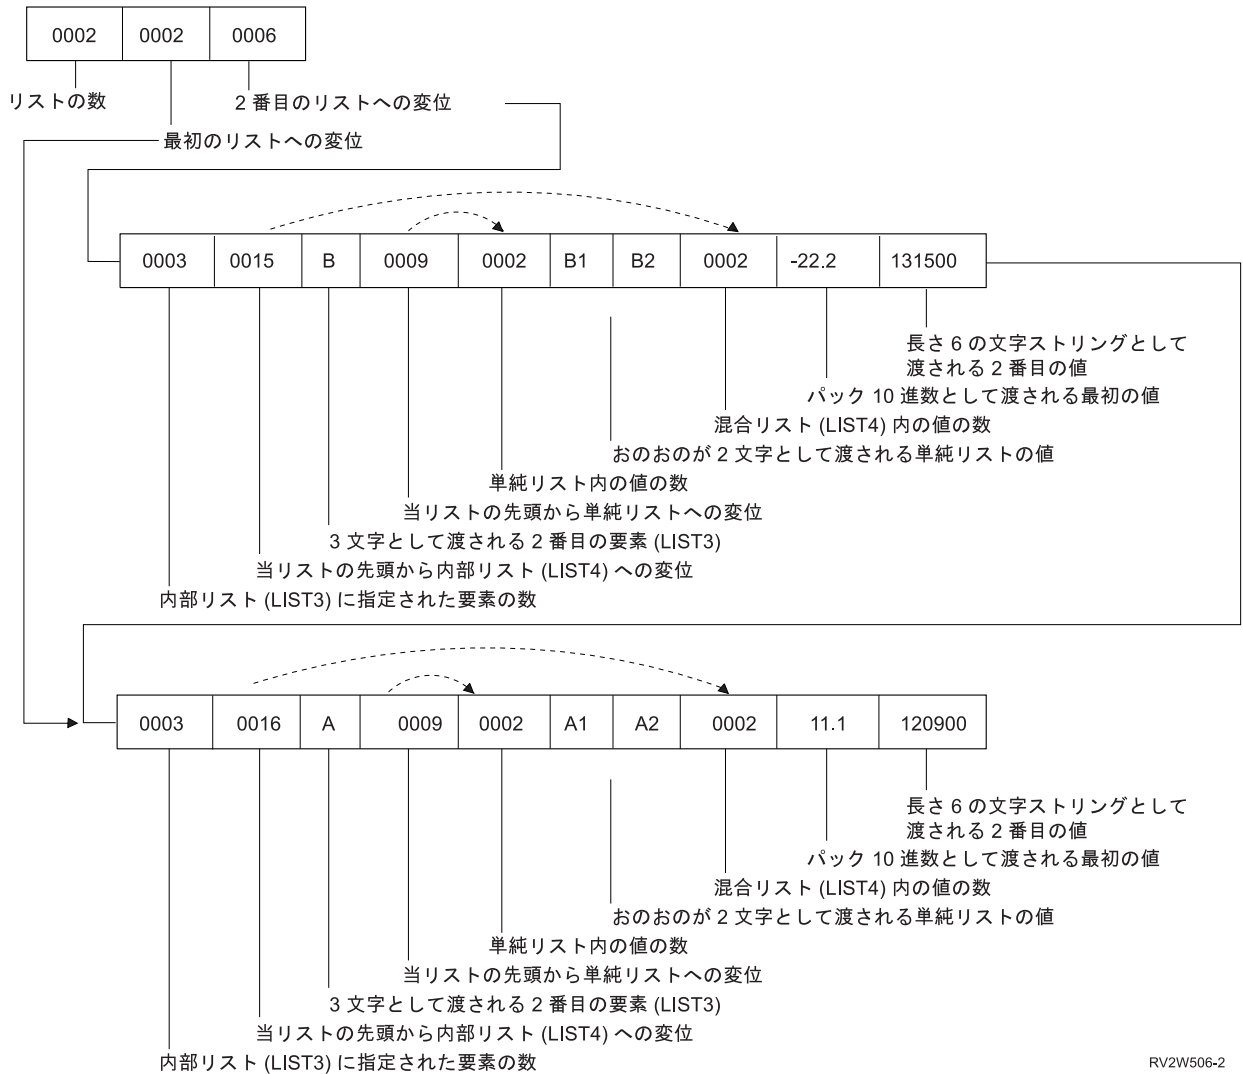 0002 0002 0006
リストの数
2 番目のリストへの変位
最初のリストへの変位
0003 0015 B 0009 0002 B1 B2 0002 -22.2 131500
長さ 6 の文字ストリングとして
渡される 2 番目の値
パック 10 進数として渡される最初の値
混合リスト (LIST4) 内の値の数
おのおのが 2 文字として渡される単純リストの値
単純リスト内の値の数
当リストの先頭から単純リストへの変位
3 文字として渡される 2 番目の要素 (LIST3)
当リストの先頭から内部リスト (LIST4) への変位
内部リスト (LIST3) に指定された要素の数
0003 0016 A 0009 0002 A1 A2 0002 11.1 120900
長さ 6 の文字ストリングとして
渡される 2 番目の値
パック 10 進数として渡される最初の値
混合リスト (LIST4) 内の値の数
おのおのが 2 文字として渡される単純リストの値
単純リスト内の値の数
当リストの先頭から単純リストへの変位
3 文字として渡される 2 番目の要素 (LIST3)
当リストの先頭から内部リスト (LIST4) への変位
内部リスト (LIST3) に指定された要素の数
RV2W506-2